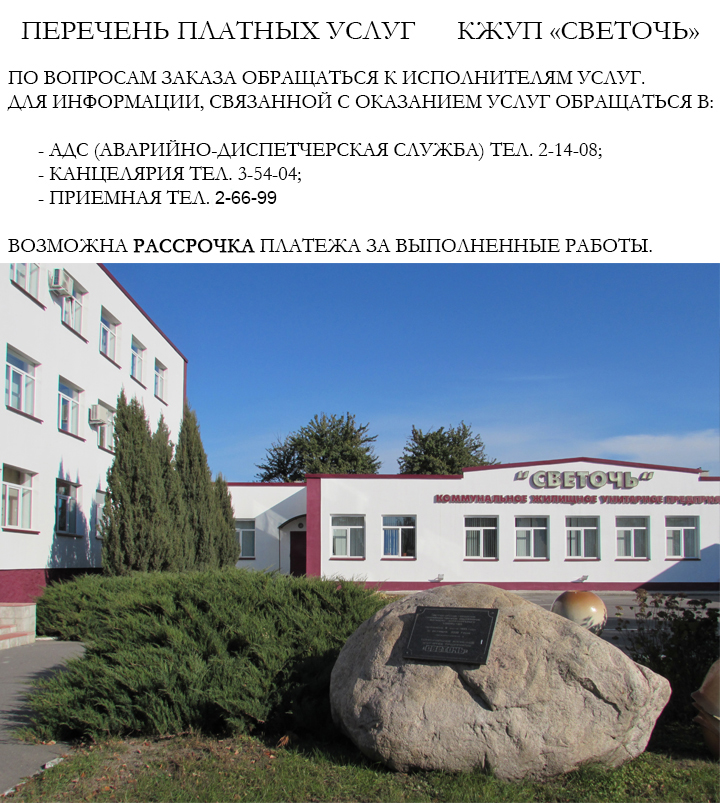 ПЕРЕЧЕНЬ ПЛАТНЫХ УСЛУГ КЖУП «СВЕТОЧЬ»
ПО ВОПРОСАМ ЗАКАЗА ОБРАЩАТЬСЯ К ИСПОЛНИТЕЛЯМ УСЛУГ.
ДЛЯ ИНФОРМАЦИИ, СВЯЗАННОЙ С ОКАЗАНИЕМ УСЛУГ ОБРАЩАТЬСЯ В:
- АДС (АВАРИЙНО-ДИСПЕТЧЕРСКАЯ СЛУЖБА) ТЕЛ. 2-14-08;
- КАНЦЕЛЯРИЯ ТЕЛ. 3-54-04;
- ПРИЕМНАЯ ТЕЛ. 2-66-99
ВОЗМОЖНА РАССРОЧКА ПЛАТЕЖА ЗА ВЫПОЛНЕННЫЕ РАБОТЫ.
"СВЕТОЧЬ"
КОММУНАЛЬНОЕ ЖИЛИЩНОЕ УНИТАРНОЕ
«СВЕТОЧЬ»